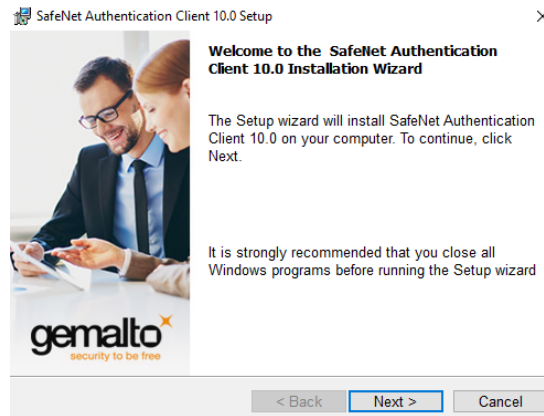 SafeNet Authentication Client 10.0 Setup
Welcome to the SafeNet Authentication
Client 10.0 Installation Wizard
The Setup wizard will install SafeNet Authentication
Client 10.0 on your computer. To continue, click
Next.
It is strongly recommended that you close all
Windows programs before running the Setup wizard
gemalto
security to be free
< Back
Next >
Cancel